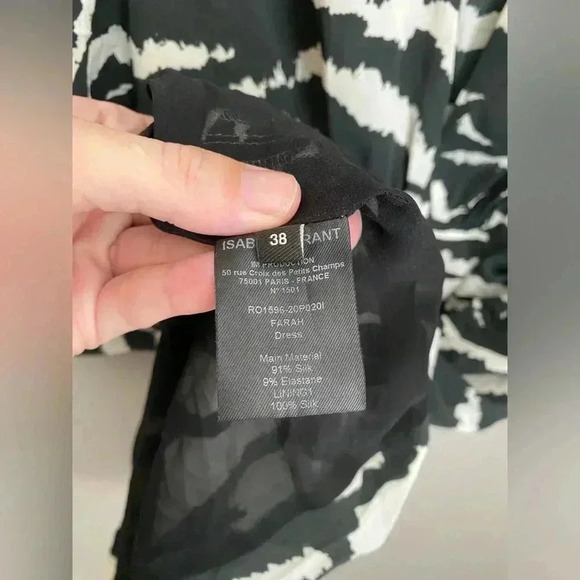 ISAB RANT
38
IM PRODUCTION
50 rue Croix des Petits Champs
75001 PARIS - FRANCE
N° 1501
RO1596-20P020I
FARAH
Dress
Main Material
91% Silk
9% Elastane
LINING1
100% Silk